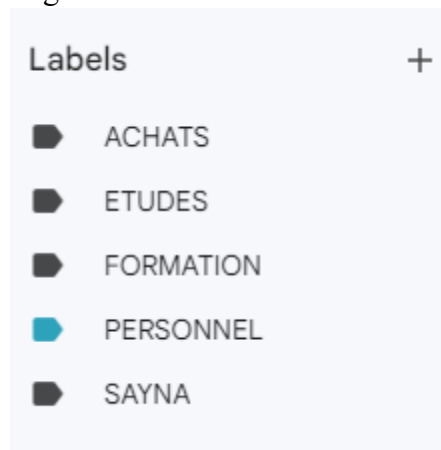 Labels +
ACHATS
ETUDES
FORMATION
PERSONNEL
SAYNA